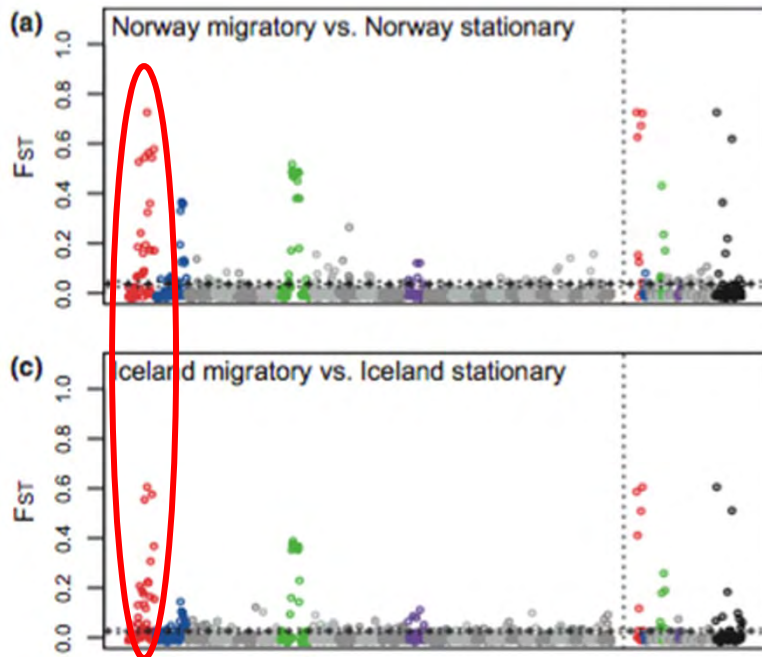 (a)
Norway migratory vs. Norway stationary
FST
1.0
0.8
0.6
0.4
0.2
0.0
(c)
Iceland migratory vs. Iceland stationary
FST
1.0
0.8
0.6
0.4
0.2
0.0